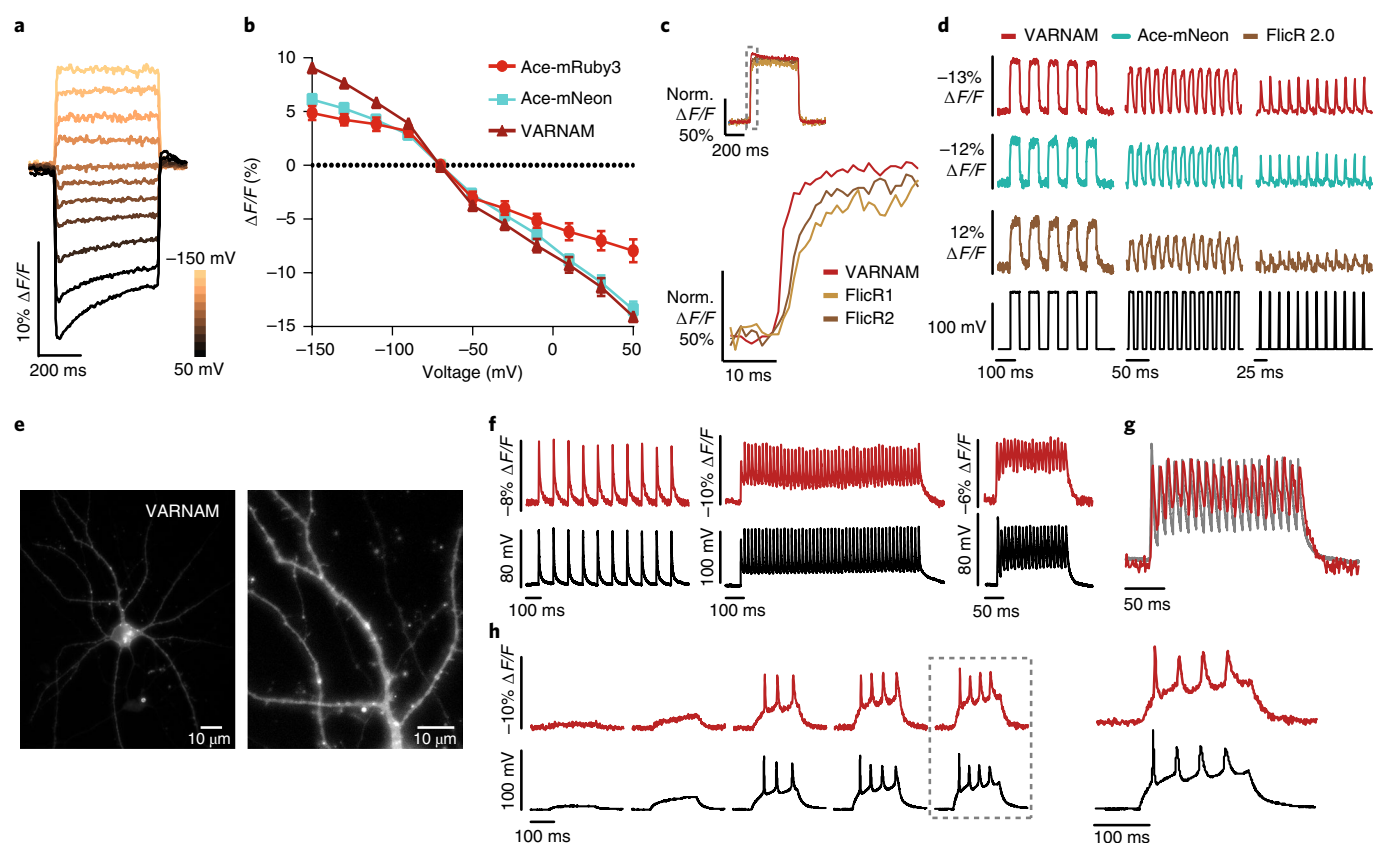 a
10% ΔF/F
200 ms
−150 mV
50 mV
b
ΔF/F (%)
10
5
0
−5
−10
−15
−150
−100
−50
0
50
Voltage (mV)
Ace-mRuby3
Ace-mNeon
VARNAM
c
Norm.
ΔF/F
50%
200 ms
VARNAM
FlicR1
FlicR2
Norm.
ΔF/F
50%
10 ms
d
VARNAM Ace-mNeon FlicR 2.0
−13%
ΔF/F
−12%
ΔF/F
12%
ΔF/F
100 mV
100 ms
50 ms
25 ms
e
VARNAM
10 μm
10 μm
f
−8% ΔF/F
80 mV
100 ms
−10% ΔF/F
100 mV
100 ms
−6% ΔF/F
80 mV
50 ms
g
50 ms
h
−10% ΔF/F
100 mV
100 ms
100 ms